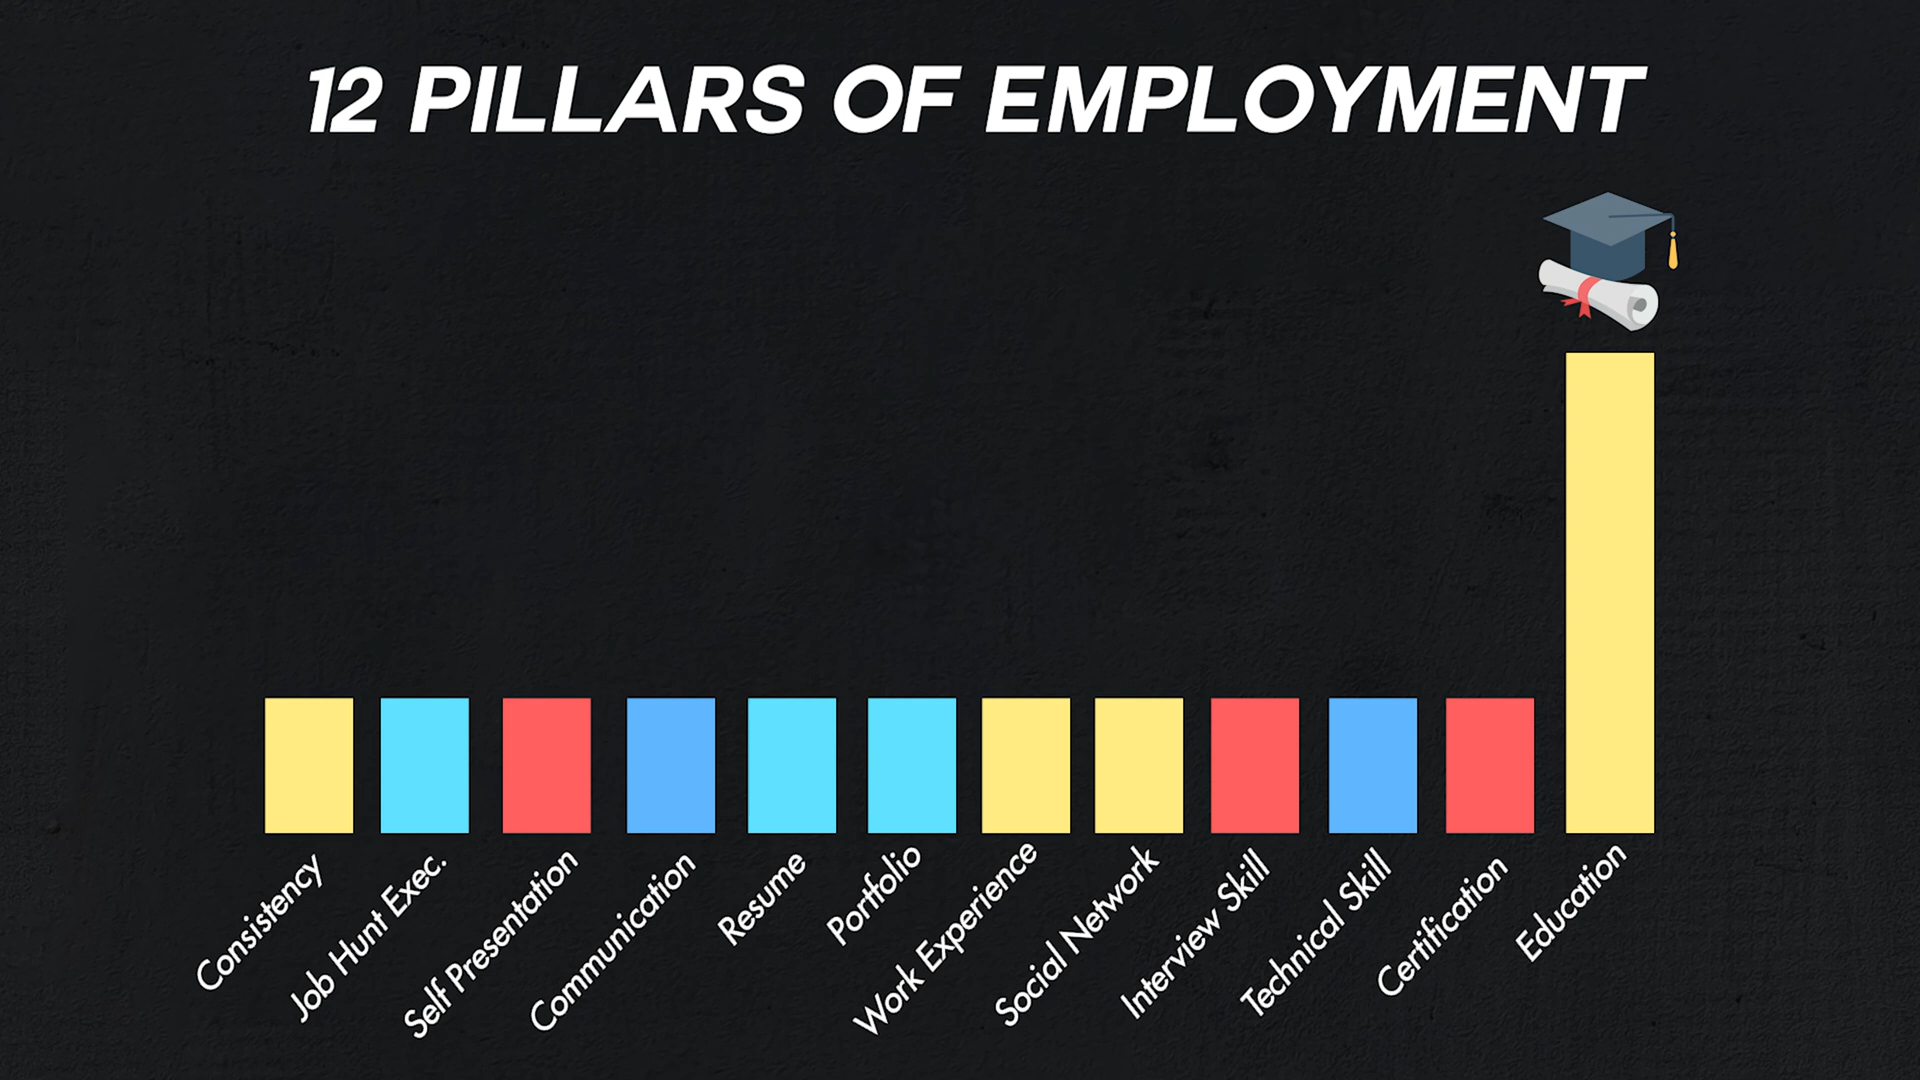 12 PILLARS OF EMPLOYMENT
Consistency
Job Hunt Exec.
Self Presentation
Communication
Resume
Portfolio
Work Experience
Social Network
Interview Skill
Technical Skill
Certification
Education